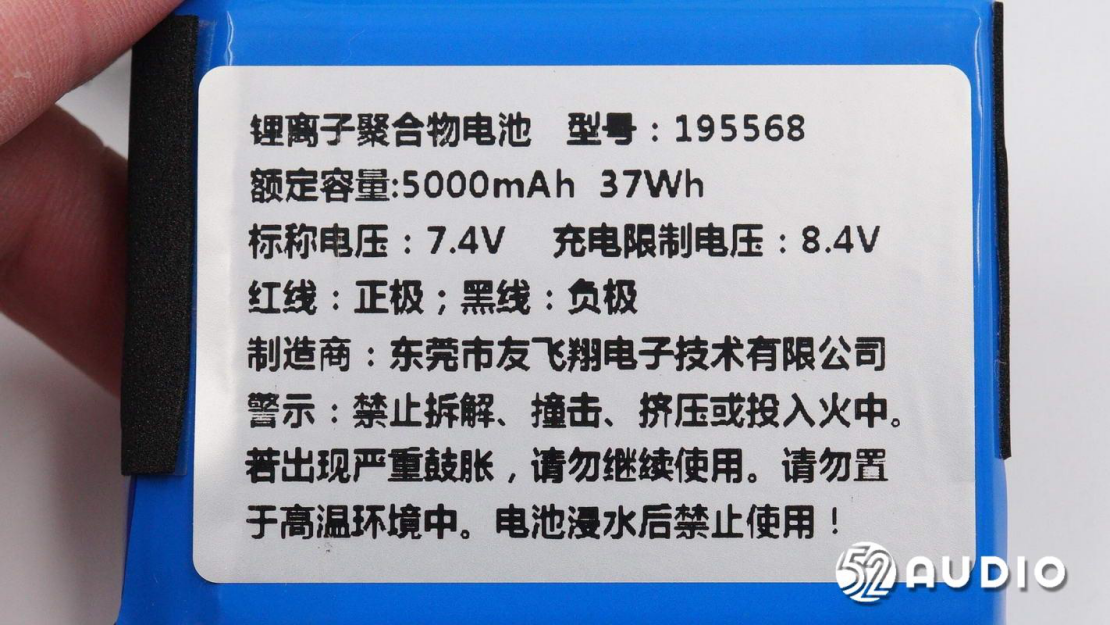 锂离子聚合物电池 型号：195568
额定容量:5000mAh 37Wh
标称电压：7.4V 充电限制电压：8.4V
红线：正极；黑线：负极
制造商：东莞市友飞翔电子技术有限公司
警示：禁止拆解、撞击、挤压或投入火中。
若出现严重鼓胀，请勿继续使用。请勿置
于高温环境中。电池浸水后禁止使用！
52 AUDIO